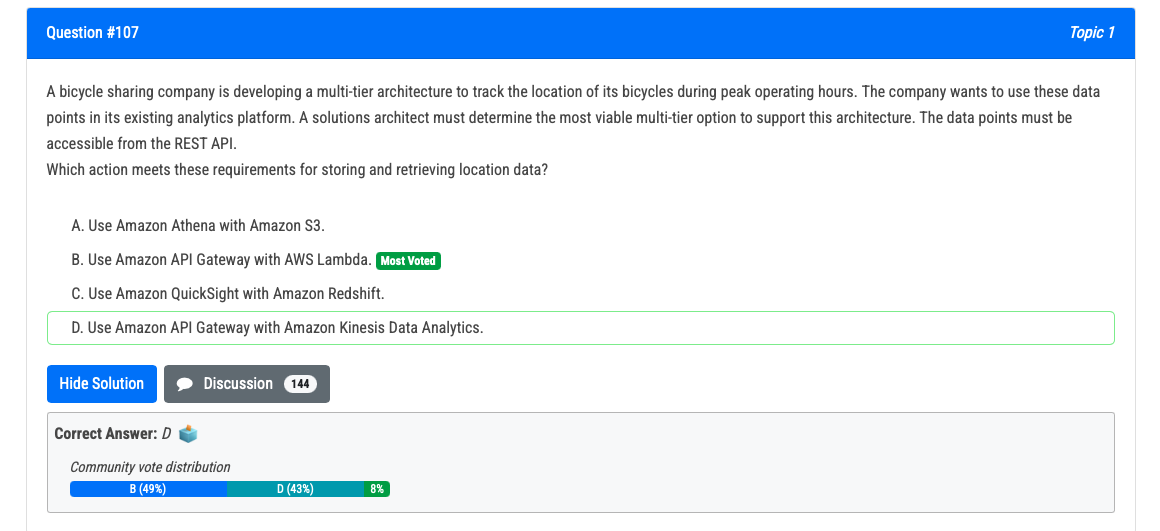 Question #107
Topic 1
A bicycle sharing company is developing a multi-tier architecture to track the location of its bicycles during peak operating hours. The company wants to use these data
points in its existing analytics platform. A solutions architect must determine the most viable multi-tier option to support this architecture. The data points must be
accessible from the REST API.
Which action meets these requirements for storing and retrieving location data?
A. Use Amazon Athena with Amazon S3.
B. Use Amazon API Gateway with AWS Lambda. Most Voted
C. Use Amazon QuickSight with Amazon Redshift.
D. Use Amazon API Gateway with Amazon Kinesis Data Analytics.
Hide Solution
Discussion 144
Correct Answer: D
Community vote distribution
B (49%) D (43%) 8%